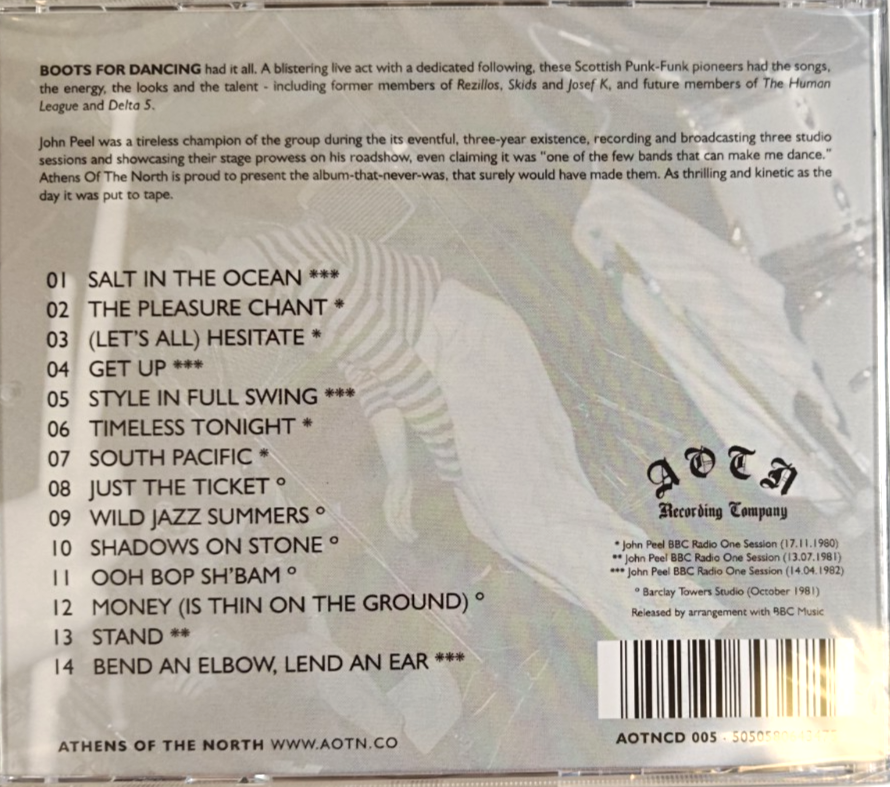 BOOTS FOR DANCING had it all. A blistering live act with a dedicated following, these Scottish Punk-Funk pioneers had the songs,
the energy, the looks and the talent - including former members of Rezillos, Skids and Josef K, and future members of The Human
League and Delta 5.
John Peel was a tireless champion of the group during the its eventful, three-year existence, recording and broadcasting three studio
sessions and showcasing their stage prowess on his roadshow, even claiming it was "one of the few bands that can make me dance."
Athens Of The North is proud to present the album-that-never-was, that surely would have made them. As thrilling and kinetic as the
day it was put to tape.
01 SALT IN THE OCEAN ***
02 THE PLEASURE CHANT *
03 (LET'S ALL) HESITATE *
04 GET UP ***
05 STYLE IN FULL SWING ***
06 TIMELESS TONIGHT *
07 SOUTH PACIFIC *
08 JUST THE TICKET °
09 WILD JAZZ SUMMERS °
10 SHADOWS ON STONE °
11 OOH BOP SH'BAM °
12 MONEY (IS THIN ON THE GROUND) °
13 STAND **
14 BEND AN ELBOW, LEND AN EAR ***
AOTN
Recording Company
* John Peel BBC Radio One Session (17.11.1980)
** John Peel BBC Radio One Session (13.07.1981)
*** John Peel BBC Radio One Session (14.04.1982)
° Barclay Towers Studio (October 1981)
Released by arrangement with BBC Music
ATHENS OF THE NORTH WWW.AOTN.CO
AOTNCD 005 ·